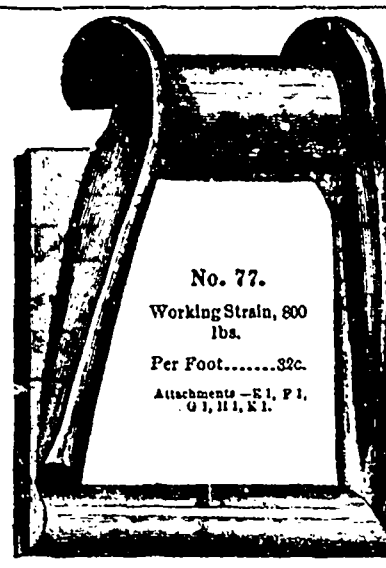 No. 77.
Working Strain, 800
lbs.
Per Foot.......32c.
Attachments—E 1, F 1,
G 1, H 1, K 1.